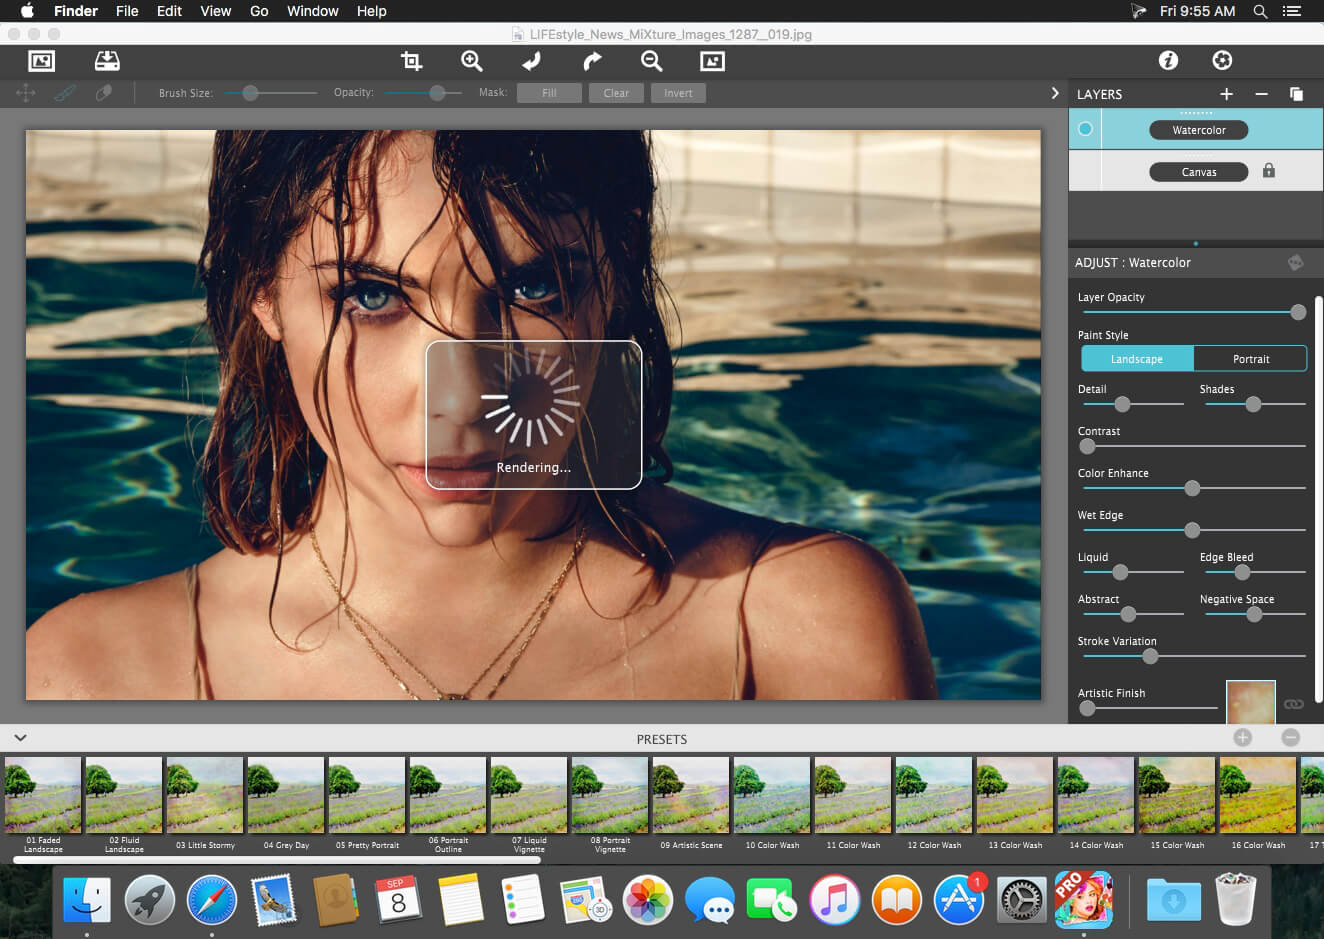 Finder File Edit View Go Window Help Fri 9:55 AM
LIFEstyle_News_MiXture_Images_1287__019.jpg
Brush Size: Opacity: Mask: Fill Clear Invert
LAYERS
Watercolor
Canvas
ADJUST : Watercolor
Layer Opacity
Paint Style
Landscape Portrait
Detail Shades
Contrast
Color Enhance
Wet Edge
Liquid Edge Bleed
Abstract Negative Space
Stroke Variation
Artistic Finish
Rendering...
PRESETS
01 Faded
Landscape
02 Fluid
Landscape
03 Little Stormy
04 Grey Day
05 Pretty Portrait
06 Portrait
Outline
07 Liquid
Vignette
08 Portrait
Vignette
09 Artistic Scene
10 Color Wash
11 Color Wash
12 Color Wash
13 Color Wash
14 Color Wash
15 Color Wash
16 Color Wash
17
SEP
8
280
3D
1
PRO